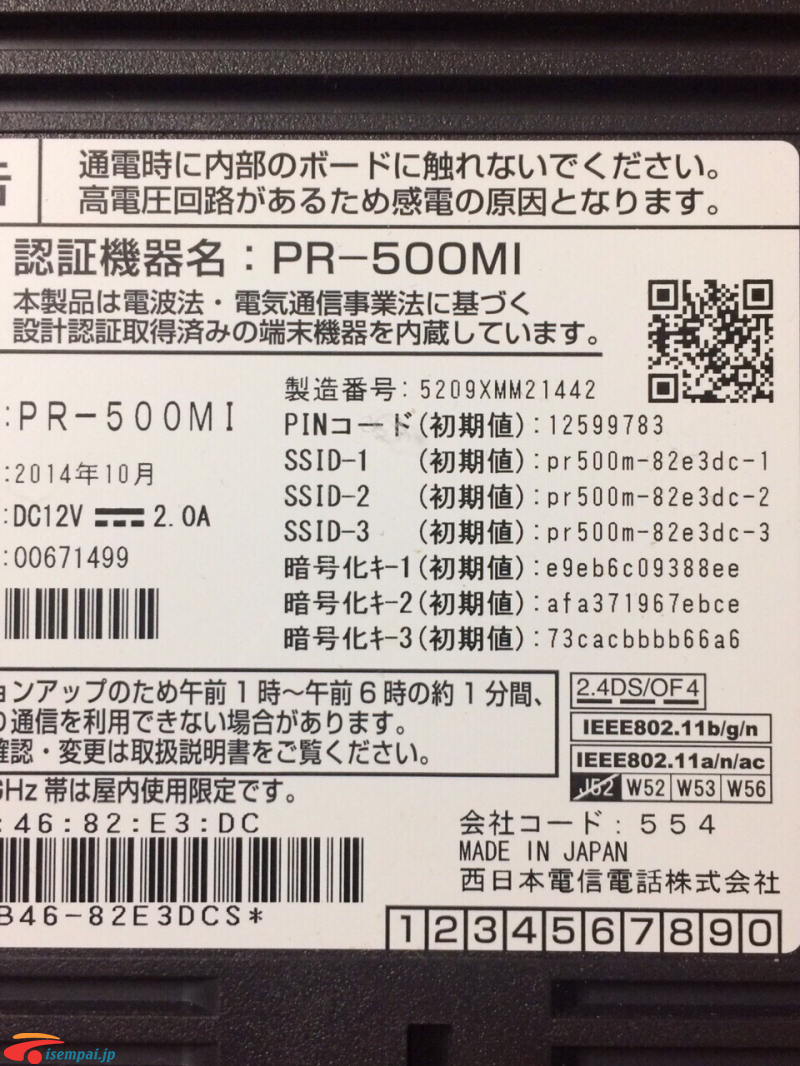 告
通電時に内部のボードに触れないでください。
高電圧回路があるため感電の原因となります。
認証機器名：PR-500MI
本製品は電波法・電気通信事業法に基づく
設計認証取得済みの端末機器を内蔵しています。
:PR-500MI
:2014年10月
:DC12V 2.0A
:00671499
製造番号:5209XMM21442
PINコード(初期値):12599783
SSID-1 (初期値):pr500m-82e3dc-1
SSID-2 (初期値):pr500m-82e3dc-2
SSID-3 (初期値):pr500m-82e3dc-3
暗号化ｷｰ-1(初期値):e9eb6c09388ee
暗号化ｷｰ-2(初期値):afa371967ebce
暗号化ｷｰ-3(初期値):73cacbbbb66a6
ョンアップのため午前1時～午前6時の約1分間、
り通信を利用できない場合があります。
確認・変更は取扱説明書をご覧ください。
GHz帯は屋内使用限定です。
2.4DS/OF4
IEEE802.11b/g/n
IEEE802.11a/n/ac
J52 W52 W53 W56
:46:82:E3:DC
B46-82E3DCS*
会社コード: 554
MADE IN JAPAN
西日本電信電話株式会社
1 2 3 4 5 6 7 8 9 0
isempai.jp